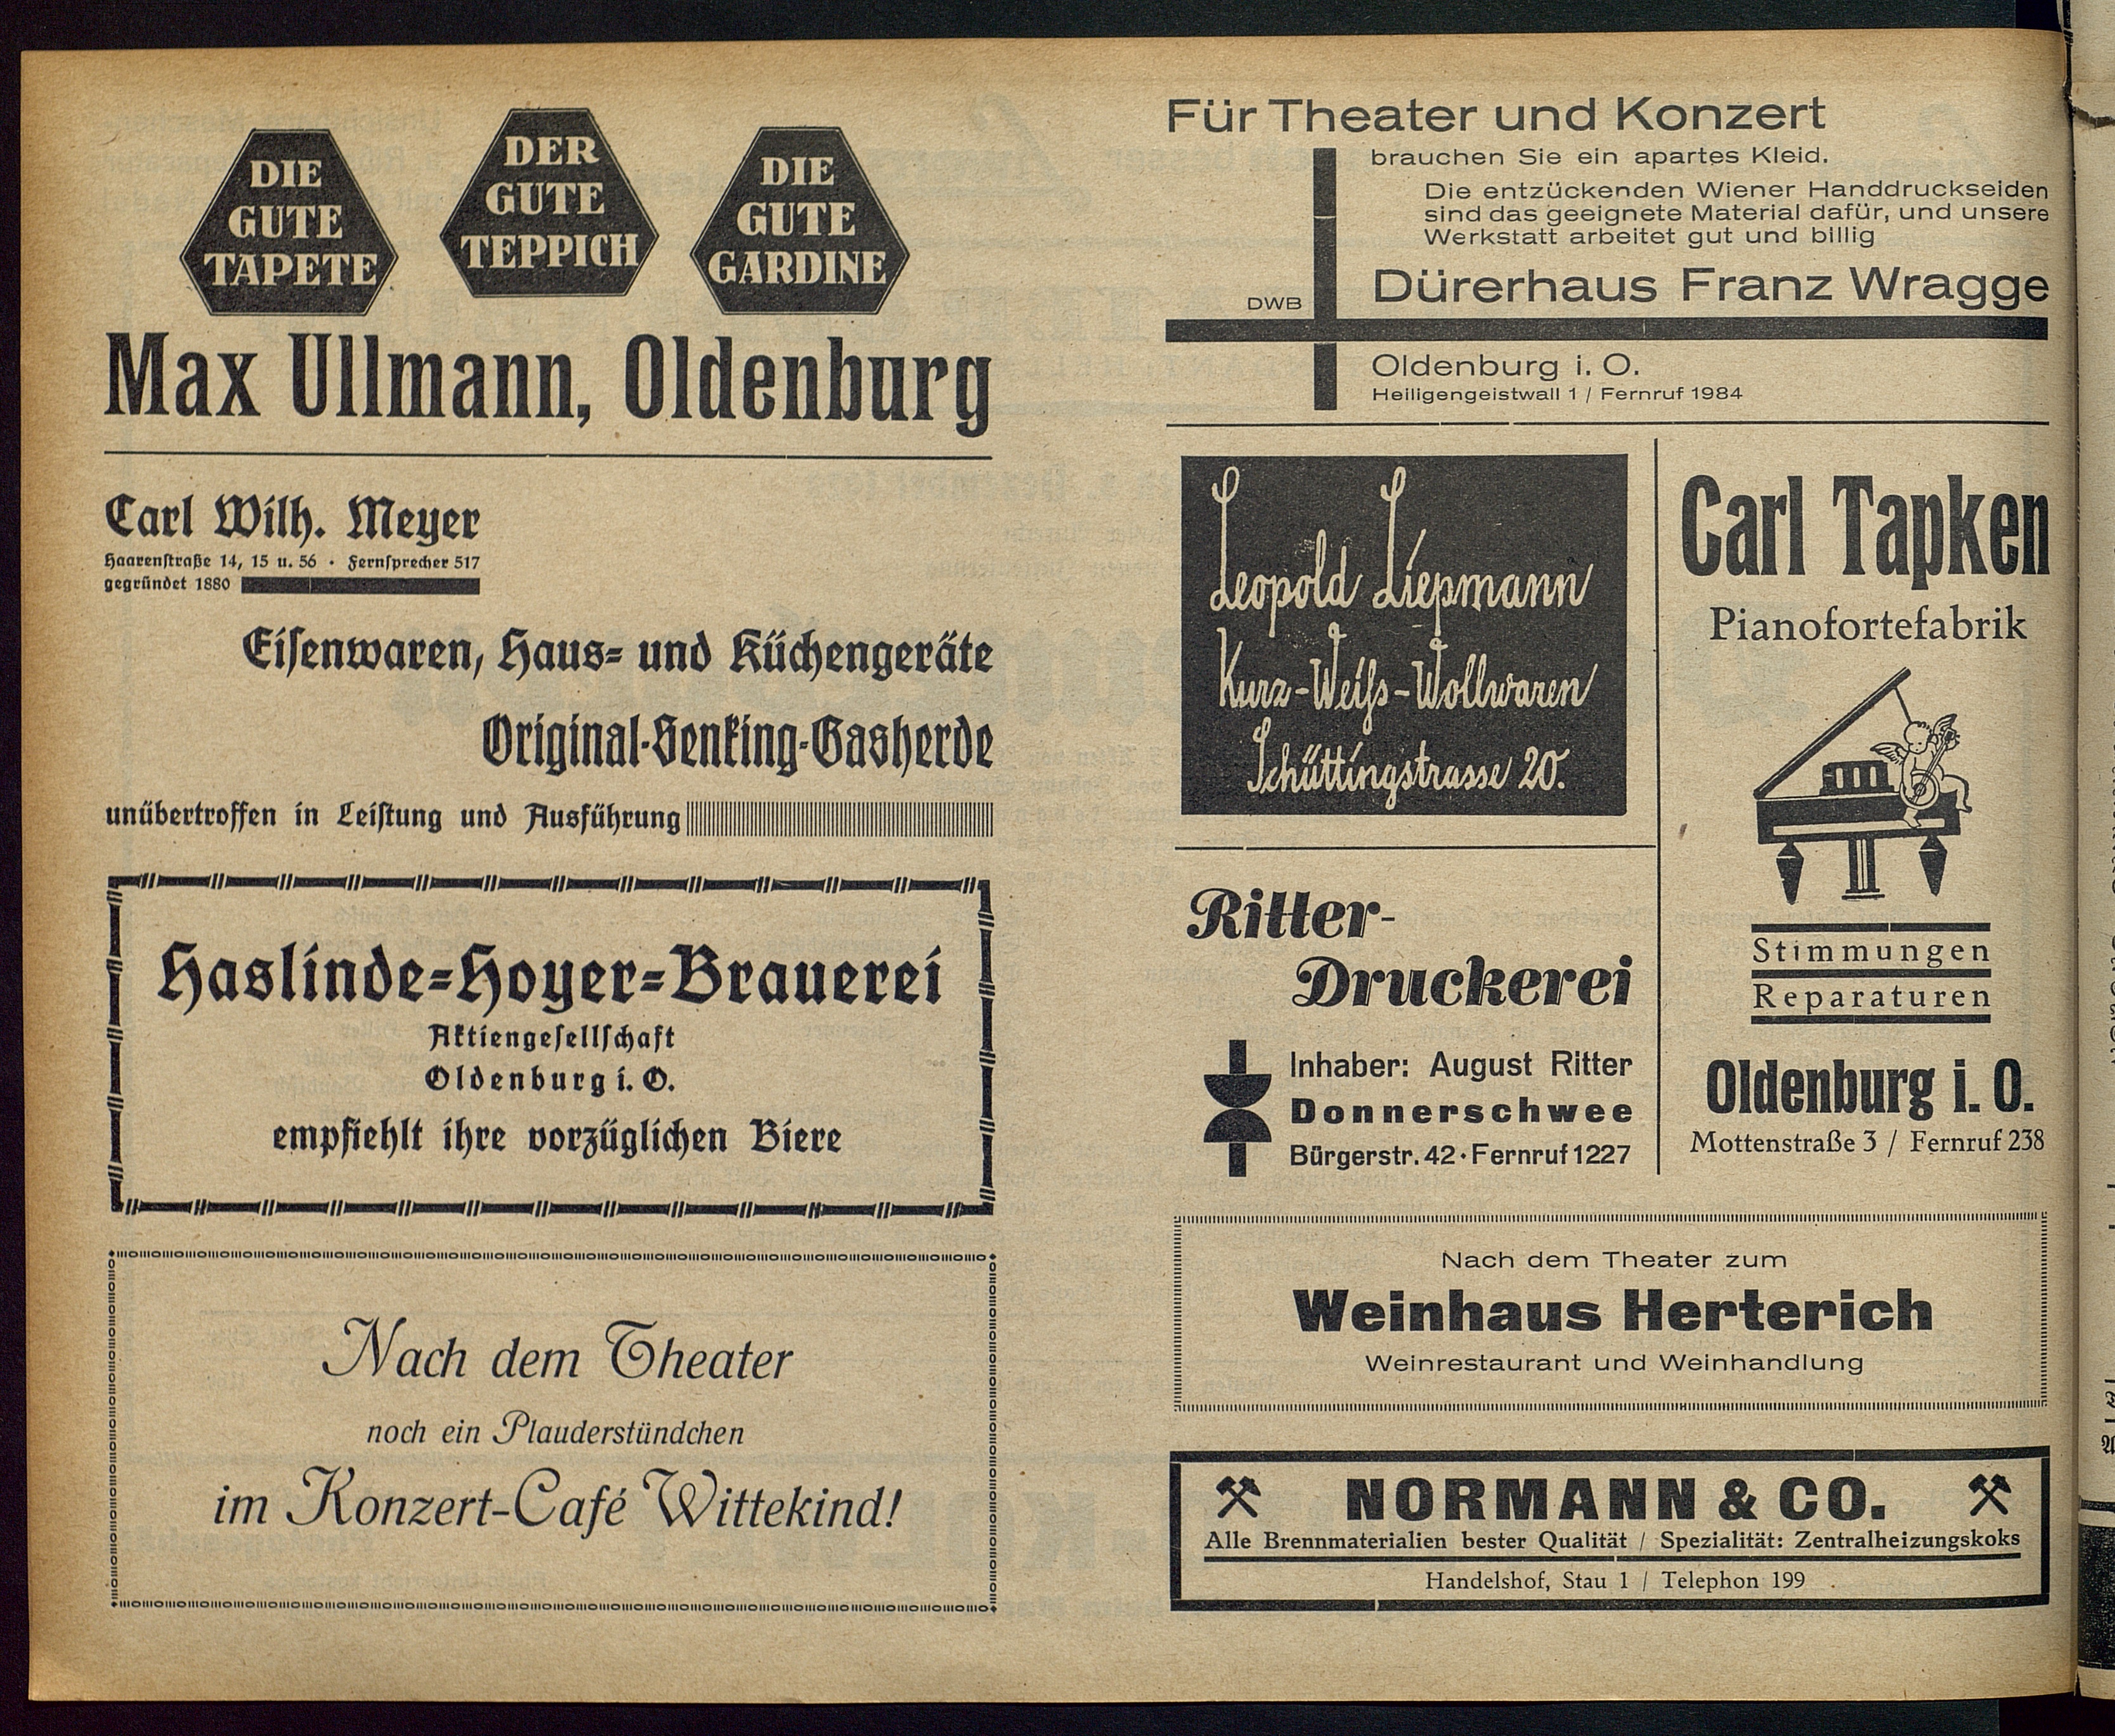 DIE
GUTE
TAPETE
DER
GUTE
TEPPICH
DIE
GUTE
GARDINE
Max Ullmann, Oldenburg
Carl Wilh. Meyer
Haarenſtraße 14, 15 u. 56 · Fernſprecher 517
gegründet 1880
Eiſenwaren, Haus- und Küchengeräte
Original-Senking-Gasherde
unübertroffen in Leiſtung und Ausführung
Haslinde-Hoyer-Brauerei
Aktiengeſellſchaft
Oldenburg i. O.
empfiehlt ihre vorzüglichen Biere
Nach dem Theater
noch ein Plauderstündchen
im Konzert-Café Wittekind!
Für Theater und Konzert
brauchen Sie ein apartes Kleid.
Die entzückenden Wiener Handdruckseiden
sind das geeignete Material dafür, und unsere
Werkstatt arbeitet gut und billig
DWB
Dürerhaus Franz Wragge
Oldenburg i. O.
Heiligengeistwall 1 / Fernruf 1984
Leopold Liepmann
Kurz-Weiſs-Wollwaren
Schüttingstrasse 20.
Carl Tapken
Pianofortefabrik
Stimmungen
Reparaturen
Oldenburg i. O.
Mottenstraße 3 / Fernruf 238
Ritter-
Druckerei
Inhaber: August Ritter
Donnerschwee
Bürgerstr. 42 · Fernruf 1227
Nach dem Theater zum
Weinhaus Herterich
Weinrestaurant und Weinhandlung
NORMANN & CO.
Alle Brennmaterialien bester Qualität / Spezialität: Zentralheizungskoks
Handelshof, Stau 1 / Telephon 199